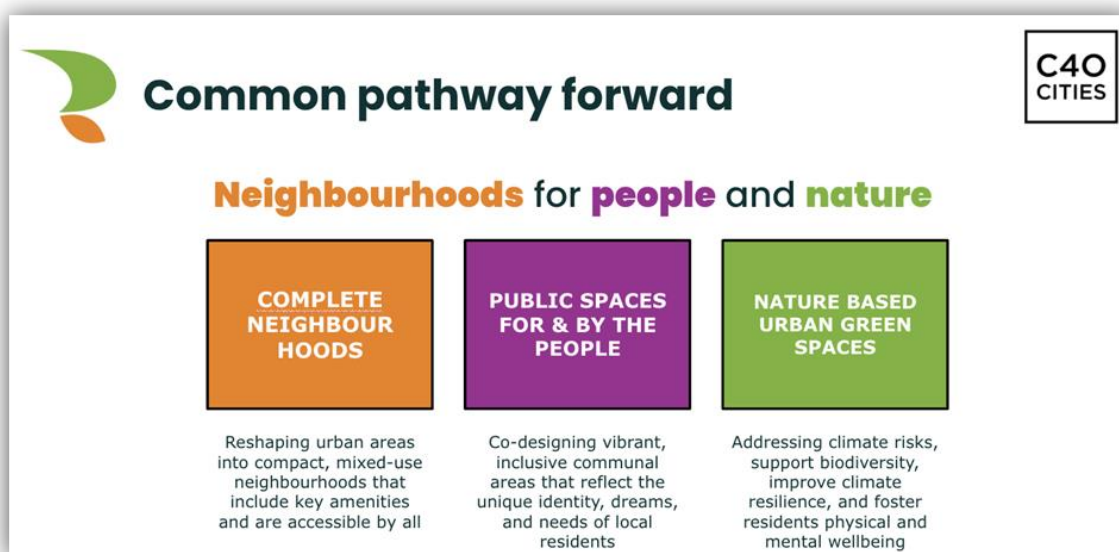 C40
CITIES
Common pathway forward
Neighbourhoods for people and nature
COMPLETE
NEIGHBOUR
HOODS
PUBLIC SPACES
FOR & BY THE
PEOPLE
NATURE BASED
URBAN GREEN
SPACES
Reshaping urban areas
into compact, mixed-use
neighbourhoods that
include key amenities
and are accessible by all
Co-designing vibrant,
inclusive communal
areas that reflect the
unique identity, dreams,
and needs of local
residents
Addressing climate risks,
support biodiversity,
improve climate
resilience, and foster
residents physical and
mental wellbeing